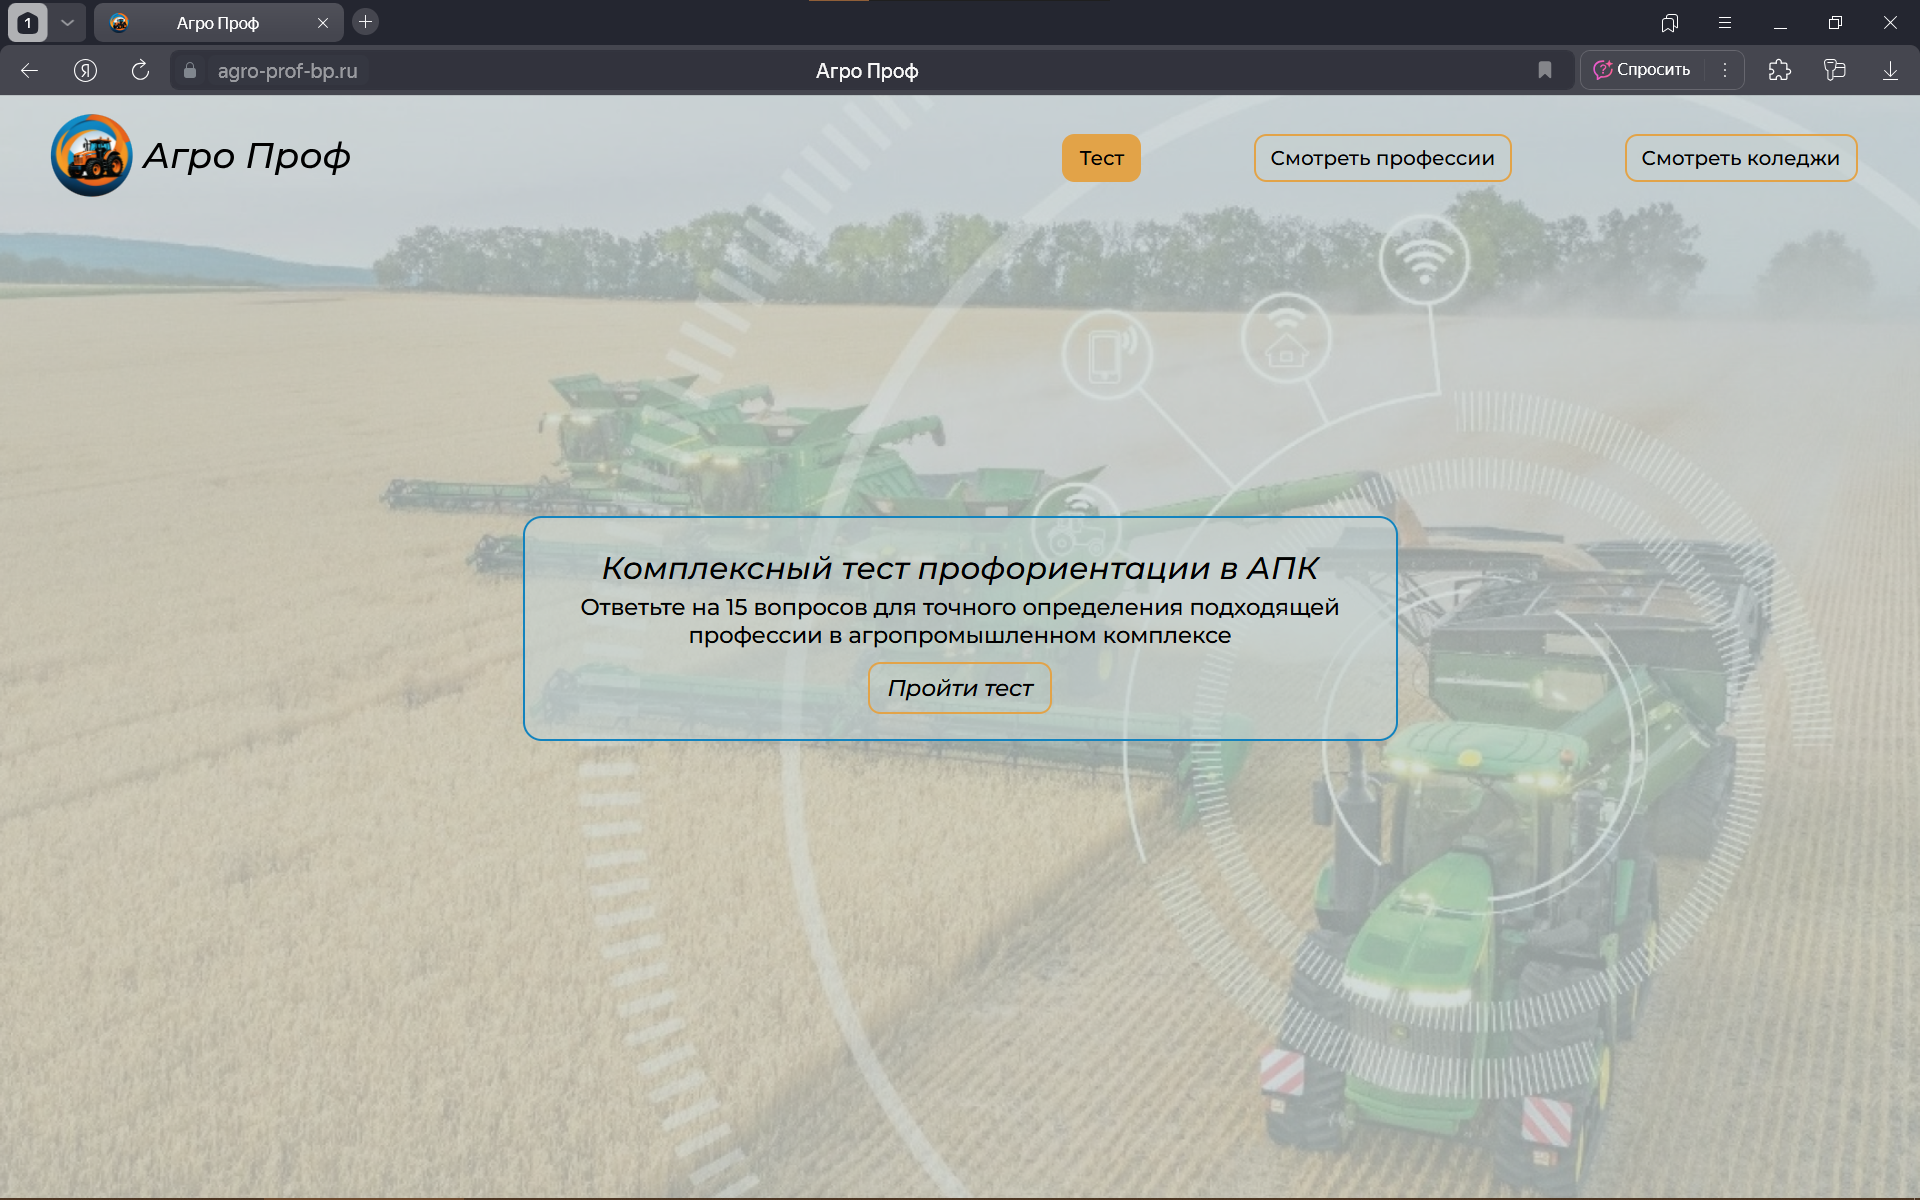 1
Агро Проф
agro-prof-bp.ru
Агро Проф
Спросить
Агро Проф
Тест
Смотреть профессии
Смотреть коледжи
Комплексный тест профориентации в АПК
Ответьте на 15 вопросов для точного определения подходящей
профессии в агропромышленном комплексе
Пройти тест